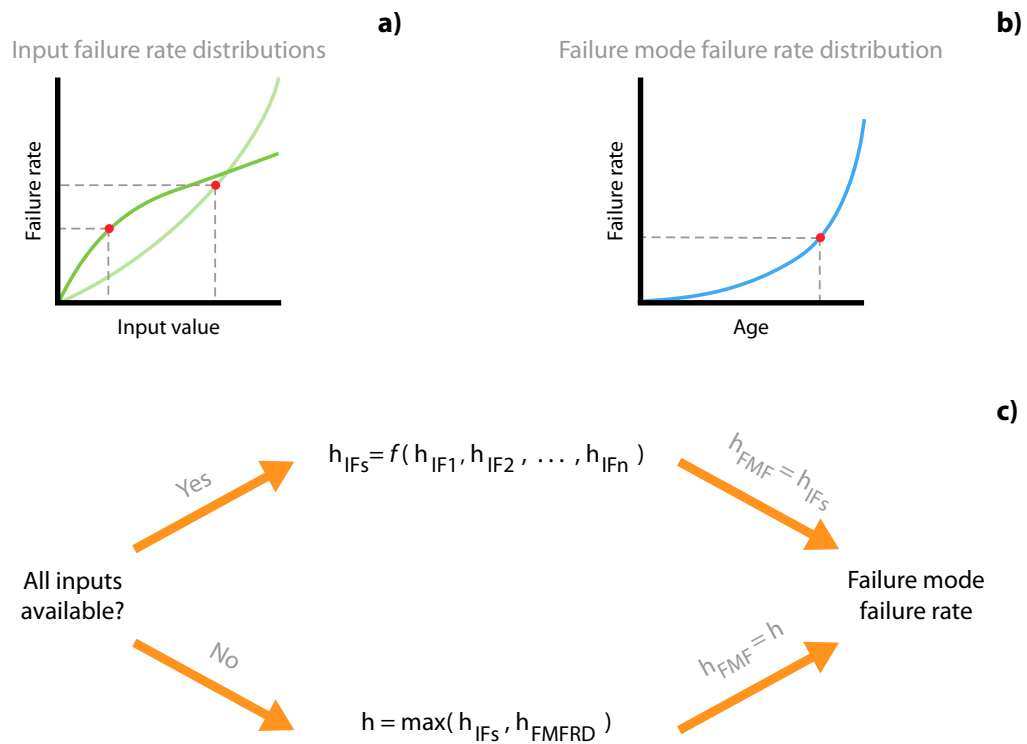 a)
Input failure rate distributions
Failure rate
Input value
b)
Failure mode failure rate distribution
Failure rate
Age
c)
h_IFs = f ( h_IF1 , h_IF2 , . . . , h_IFn )
Yes
h_FMF = h_IFs
All inputs
available?
Failure mode
failure rate
No
h_FMF = h
h = max( h_IFs , h_FMFRD )